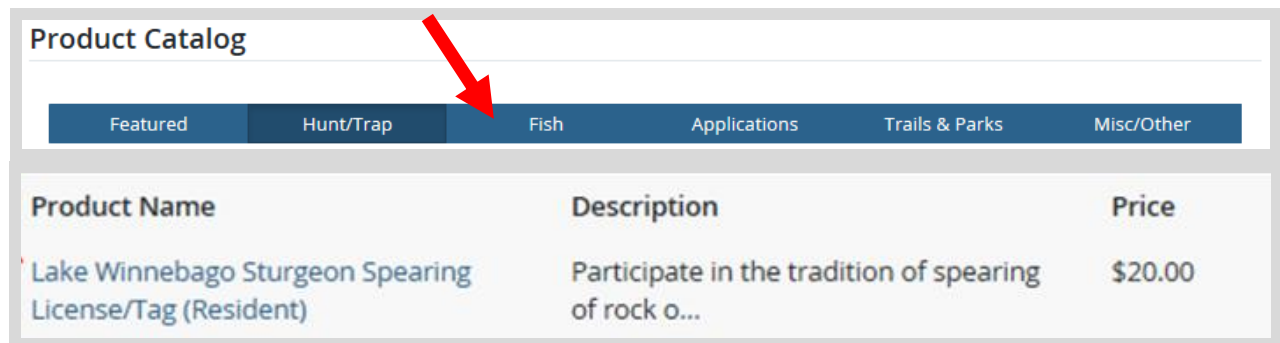 Product Catalog
Featured Hunt/Trap Fish Applications Trails & Parks Misc/Other
Product Name Description Price
Lake Winnebago Sturgeon Spearing Participate in the tradition of spearing $20.00
License/Tag (Resident) of rock o...